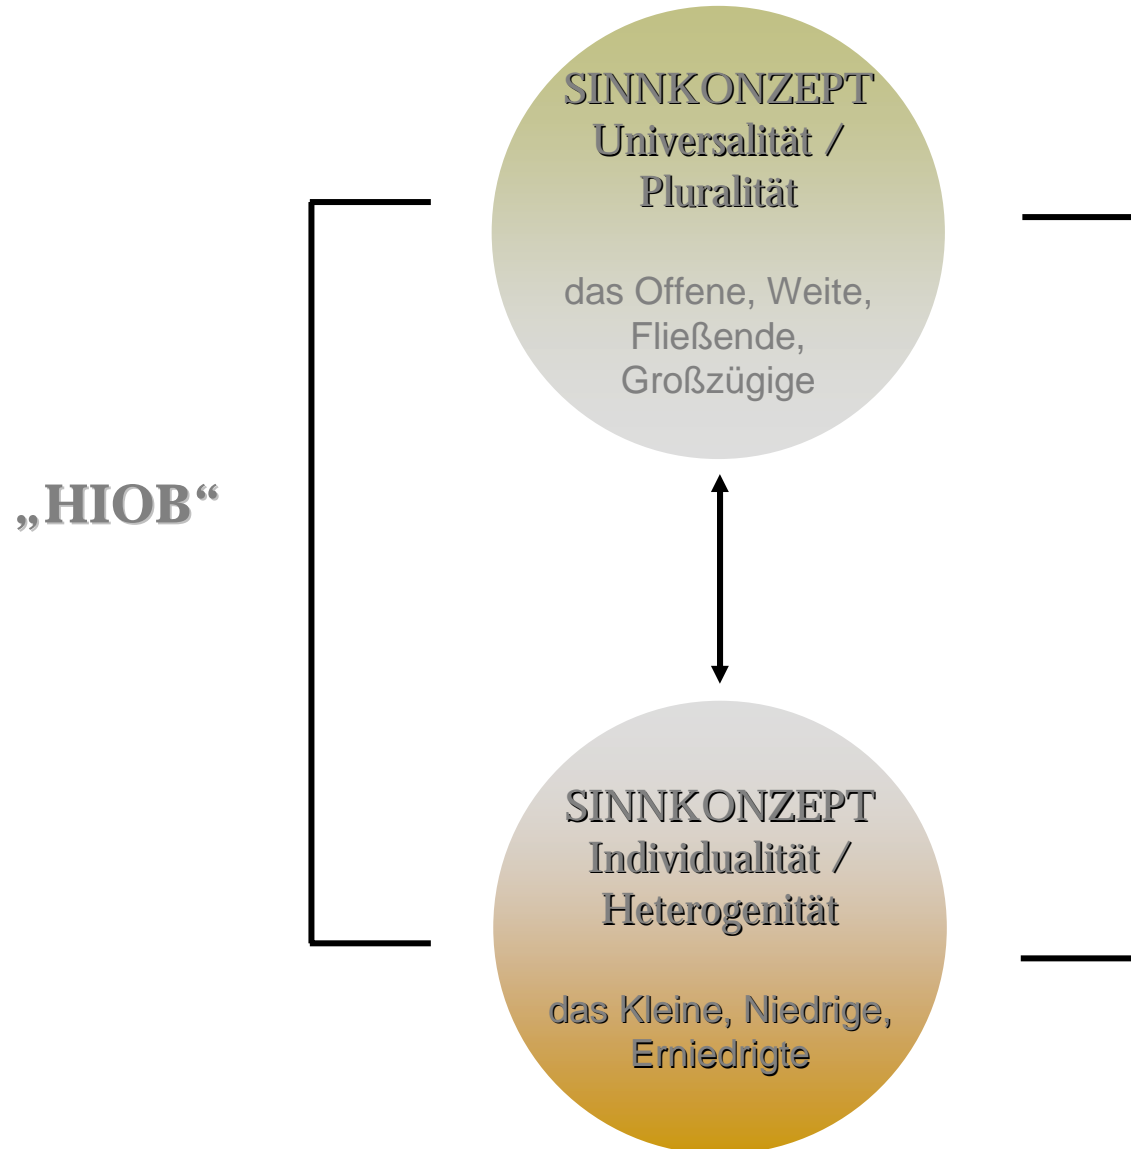 SINNKONZEPT
Universalität /
Pluralität
das Offene, Weite,
Fließende,
Großzügige
„HIOB“
SINNKONZEPT
Individualität /
Heterogenität
das Kleine, Niedrige,
Erniedrigte